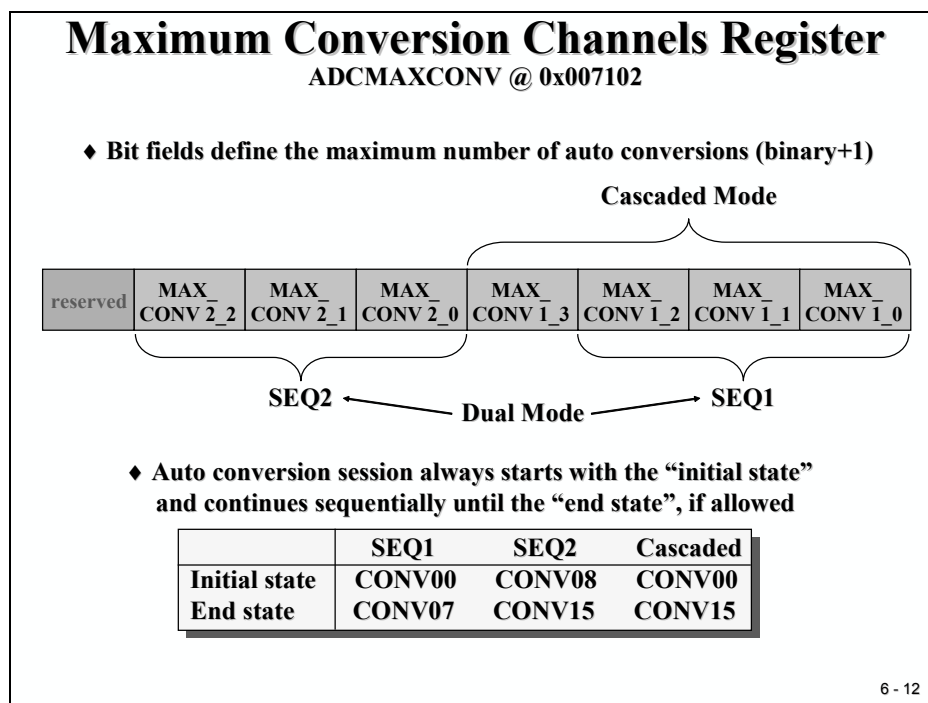 Maximum Conversion Channels Register
ADCMAXCONV @ 0x007102
♦ Bit fields define the maximum number of auto conversions (binary+1)
Cascaded Mode
reserved MAX_ MAX_ MAX_ MAX_ MAX_ MAX_ MAX_
CONV 2_2 CONV 2_1 CONV 2_0 CONV 1_3 CONV 1_2 CONV 1_1 CONV 1_0
SEQ2 Dual Mode SEQ1
♦ Auto conversion session always starts with the “initial state”
and continues sequentially until the “end state”, if allowed
SEQ1 SEQ2 Cascaded
Initial state CONV00 CONV08 CONV00
End state CONV07 CONV15 CONV15
6 - 12